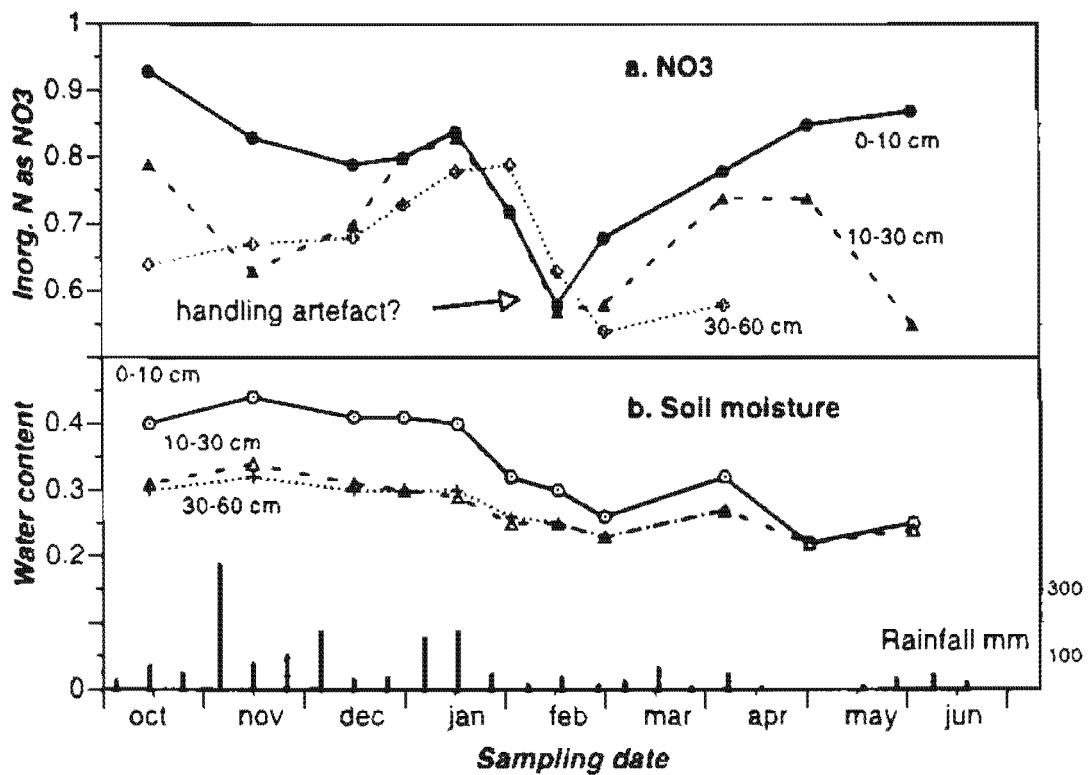 1
a. NO3
0.9
0-10 cm
0.8
0.7
10-30 cm
0.6
handling artefact?
30-60 cm
Inorg. N as NO3
0-10 cm
b. Soil moisture
0.4
10-30 cm
0.3
30-60 cm
0.2
Water content
300
Rainfall mm
100
0
oct nov dec jan feb mar apr may jun
Sampling date